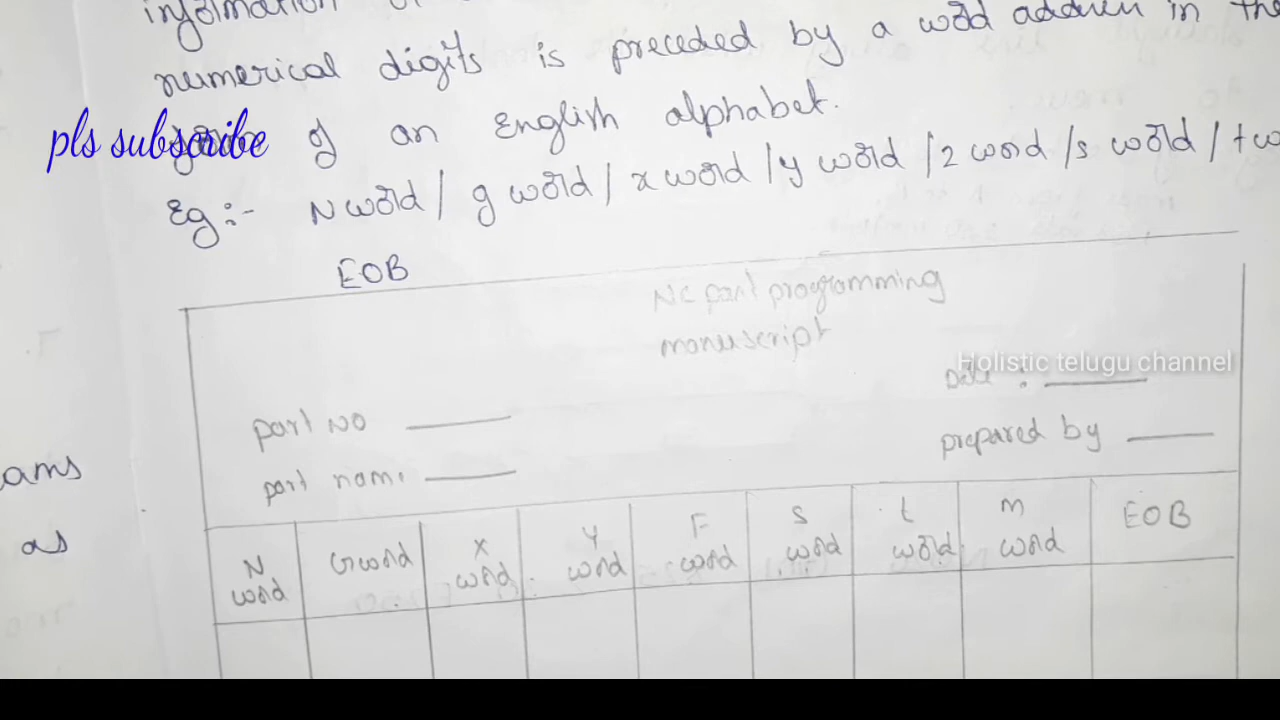 information
numerical digits is preceded by a word address in the
pls subscribe
of an English alphabet.
Eg :- N word / g word / x word / y word / z word / s word / t wo
EOB
NC part programming
manuscript
Holistic telugu channel
Date :
part NO
prepared by
part name
ams
as
N word
G word
X word
Y word
F word
S word
t word
M word
EOB